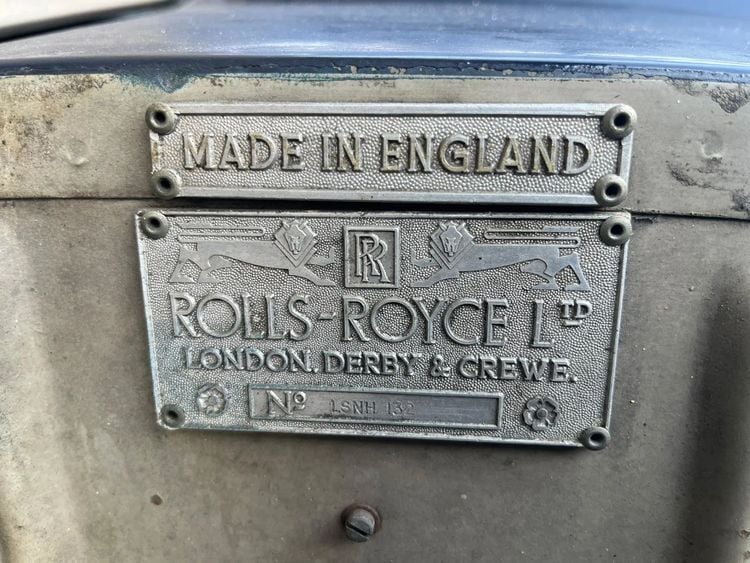 MADE IN ENGLAND
RR
ROLLS-ROYCE LTD
LONDON. DERBY & CREWE.
Nº LSNH 132